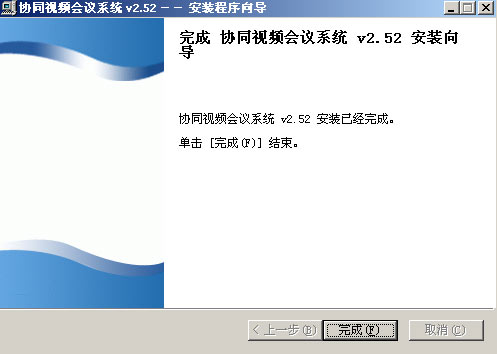 协同视频会议系统 v2.52 －－ 安装程序向导
完成 协同视频会议系统 v2.52 安装向
导
协同视频会议系统 v2.52 安装已经完成。
单击 [完成(F)] 结束。
< 上一步(B) 完成(F) 取消(C)